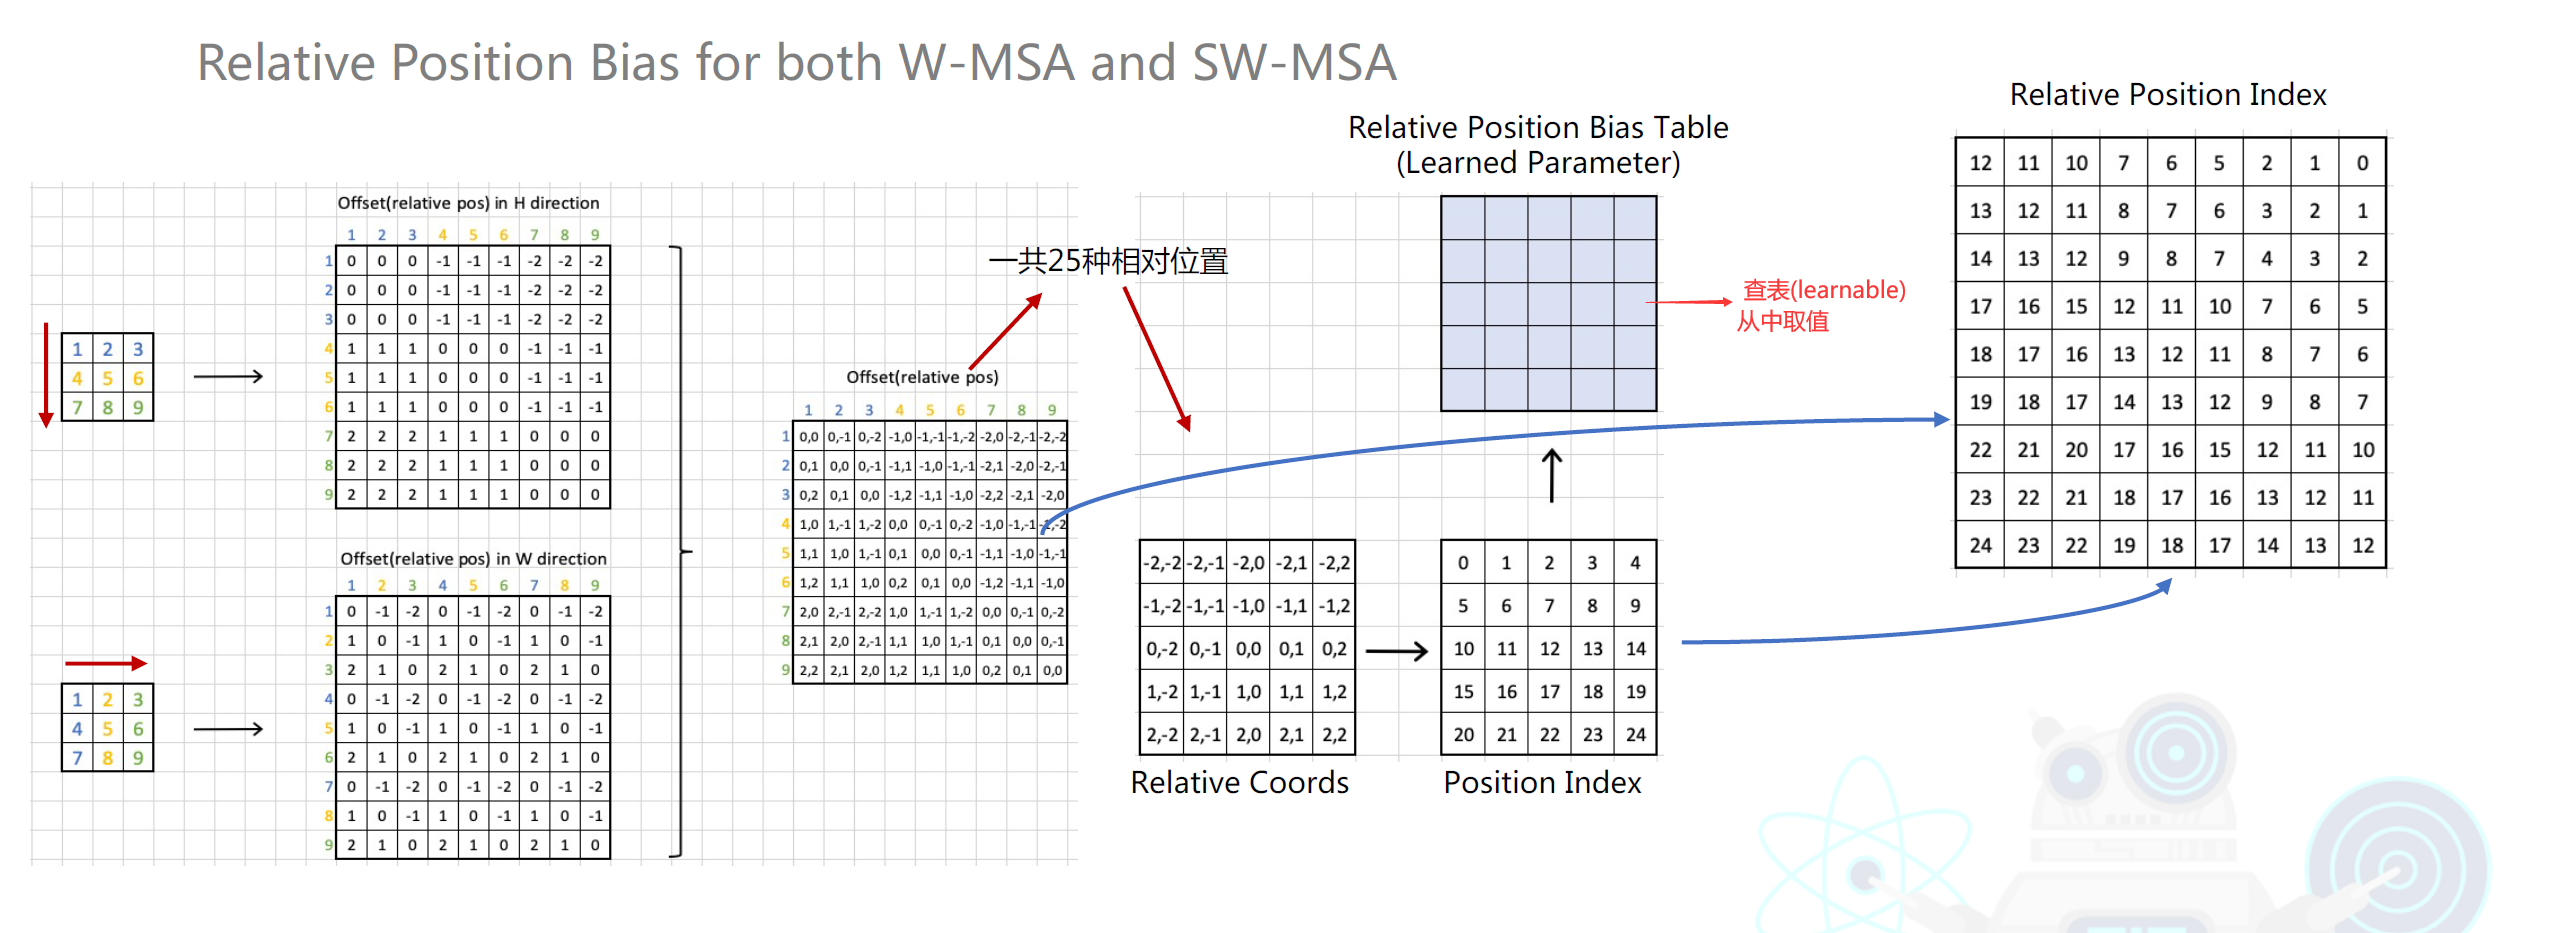 Relative Position Bias for both W-MSA and SW-MSA
Offset(relative pos) in H direction
1 2 3 4 5 6 7 8 9
1 0 0 0 -1 -1 -1 -2 -2 -2
2 0 0 0 -1 -1 -1 -2 -2 -2
3 0 0 0 -1 -1 -1 -2 -2 -2
4 1 1 1 0 0 0 -1 -1 -1
5 1 1 1 0 0 0 -1 -1 -1
6 1 1 1 0 0 0 -1 -1 -1
7 2 2 2 1 1 1 0 0 0
8 2 2 2 1 1 1 0 0 0
9 2 2 2 1 1 1 0 0 0
1 2 3
4 5 6
7 8 9
Offset(relative pos) in W direction
1 2 3 4 5 6 7 8 9
1 0 -1 -2 0 -1 -2 0 -1 -2
2 1 0 -1 1 0 -1 1 0 -1
3 2 1 0 2 1 0 2 1 0
4 0 -1 -2 0 -1 -2 0 -1 -2
5 1 0 -1 1 0 -1 1 0 -1
6 2 1 0 2 1 0 2 1 0
7 0 -1 -2 0 -1 -2 0 -1 -2
8 1 0 -1 1 0 -1 1 0 -1
9 2 1 0 2 1 0 2 1 0
1 2 3
4 5 6
7 8 9
一共25种相对位置
Offset(relative pos)
1 2 3 4 5 6 7 8 9
1 0,0 0,-1 0,-2 -1,0 -1,-1 -1,-2 -2,0 -2,-1 -2,-2
2 0,1 0,0 0,-1 -1,1 -1,0 -1,-1 -2,1 -2,0 -2,-1
3 0,2 0,1 0,0 -1,2 -1,1 -1,0 -2,2 -2,1 -2,0
4 1,0 1,-1 1,-2 0,0 0,-1 0,-2 -1,0 -1,-1 -1,-2
5 1,1 1,0 1,-1 0,1 0,0 0,-1 -1,1 -1,0 -1,-1
6 1,2 1,1 1,0 0,2 0,1 0,0 -1,2 -1,1 -1,0
7 2,0 2,-1 2,-2 1,0 1,-1 1,-2 0,0 0,-1 0,-2
8 2,1 2,0 2,-1 1,1 1,0 1,-1 0,1 0,0 0,-1
9 2,2 2,1 2,0 1,2 1,1 1,0 0,2 0,1 0,0
Relative Position Bias Table
(Learned Parameter)
查表(learnable)
从中取值
-2,-2 -2,-1 -2,0 -2,1 -2,2
-1,-2 -1,-1 -1,0 -1,1 -1,2
0,-2 0,-1 0,0 0,1 0,2
1,-2 1,-1 1,0 1,1 1,2
2,-2 2,-1 2,0 2,1 2,2
Relative Coords
0 1 2 3 4
5 6 7 8 9
10 11 12 13 14
15 16 17 18 19
20 21 22 23 24
Position Index
Relative Position Index
12 11 10 7 6 5 2 1 0
13 12 11 8 7 6 3 2 1
14 13 12 9 8 7 4 3 2
17 16 15 12 11 10 7 6 5
18 17 16 13 12 11 8 7 6
19 18 17 14 13 12 9 8 7
22 21 20 17 16 15 12 11 10
23 22 21 18 17 16 13 12 11
24 23 22 19 18 17 14 13 12